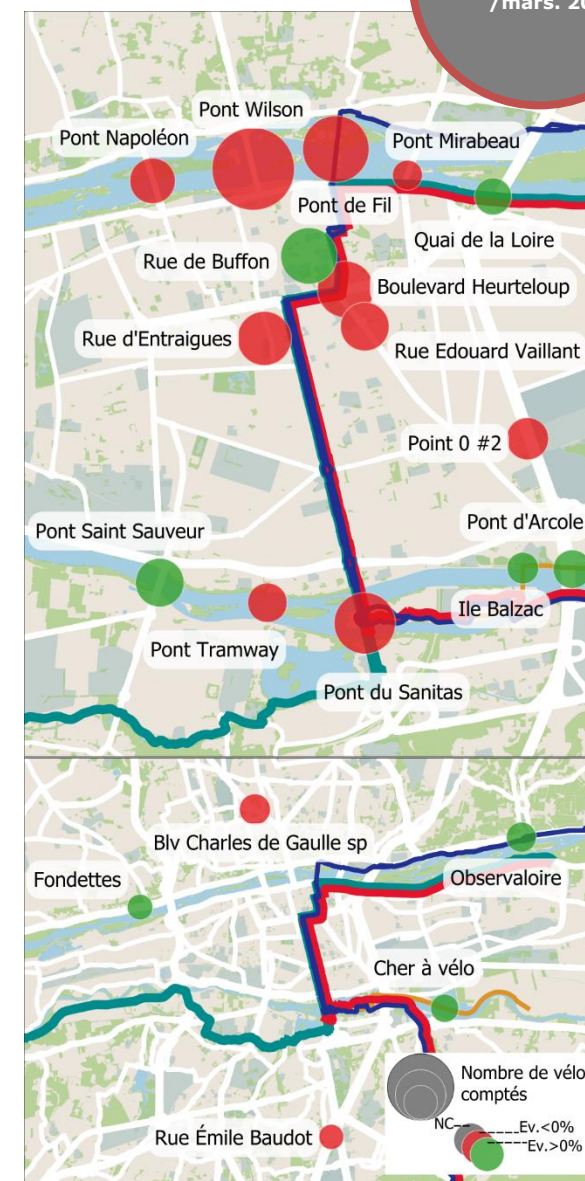 /mars. 20
Pont Wilson
Pont Napoléon
Pont Mirabeau
Pont de Fil
Quai de la Loire
Rue de Buffon
Boulevard Heurteloup
Rue d'Entraigues
Rue Edouard Vaillant
Point 0 #2
Pont d'Arcole
Pont Saint Sauveur
Ile Balzac
Pont Tramway
Pont du Sanitas
Blv Charles de Gaulle sp
Fondettes
Observaloire
Cher à vélo
Nombre de vélo
comptés
NC
Ev.<0%
Ev.>0%
Rue Émile Baudot